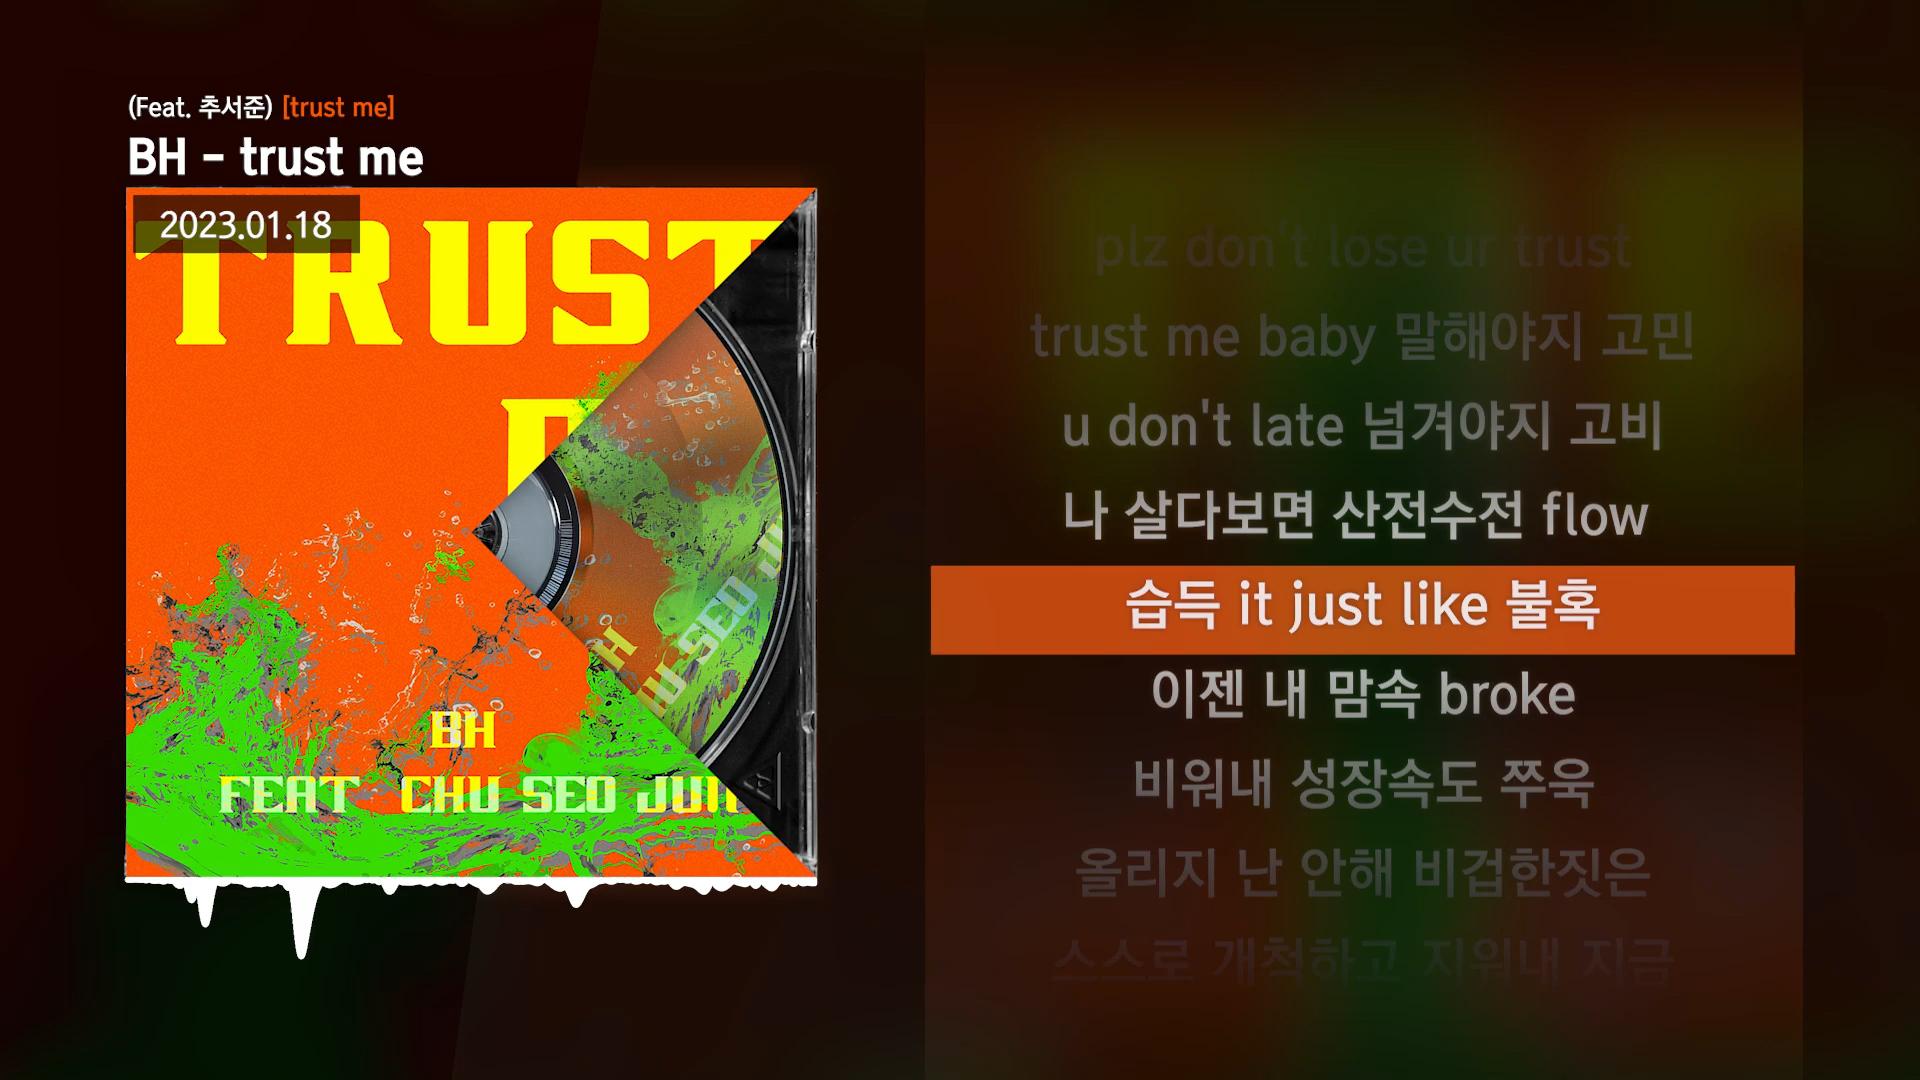 (Feat. 추서준) [trust me]
BH - trust me
2023.01.18
TRUST
BH
FEAT CHU SEO JUN
plz don't lose ur trust
trust me baby 말해야지 고민
u don't late 넘겨야지 고비
나 살다보면 산전수전 flow
습득 it just like 불혹
이젠 내 맘속 broke
비워내 성장속도 쭈욱
올리지 난 안해 비겁한짓은
스스로 개척하고 지워내 지금